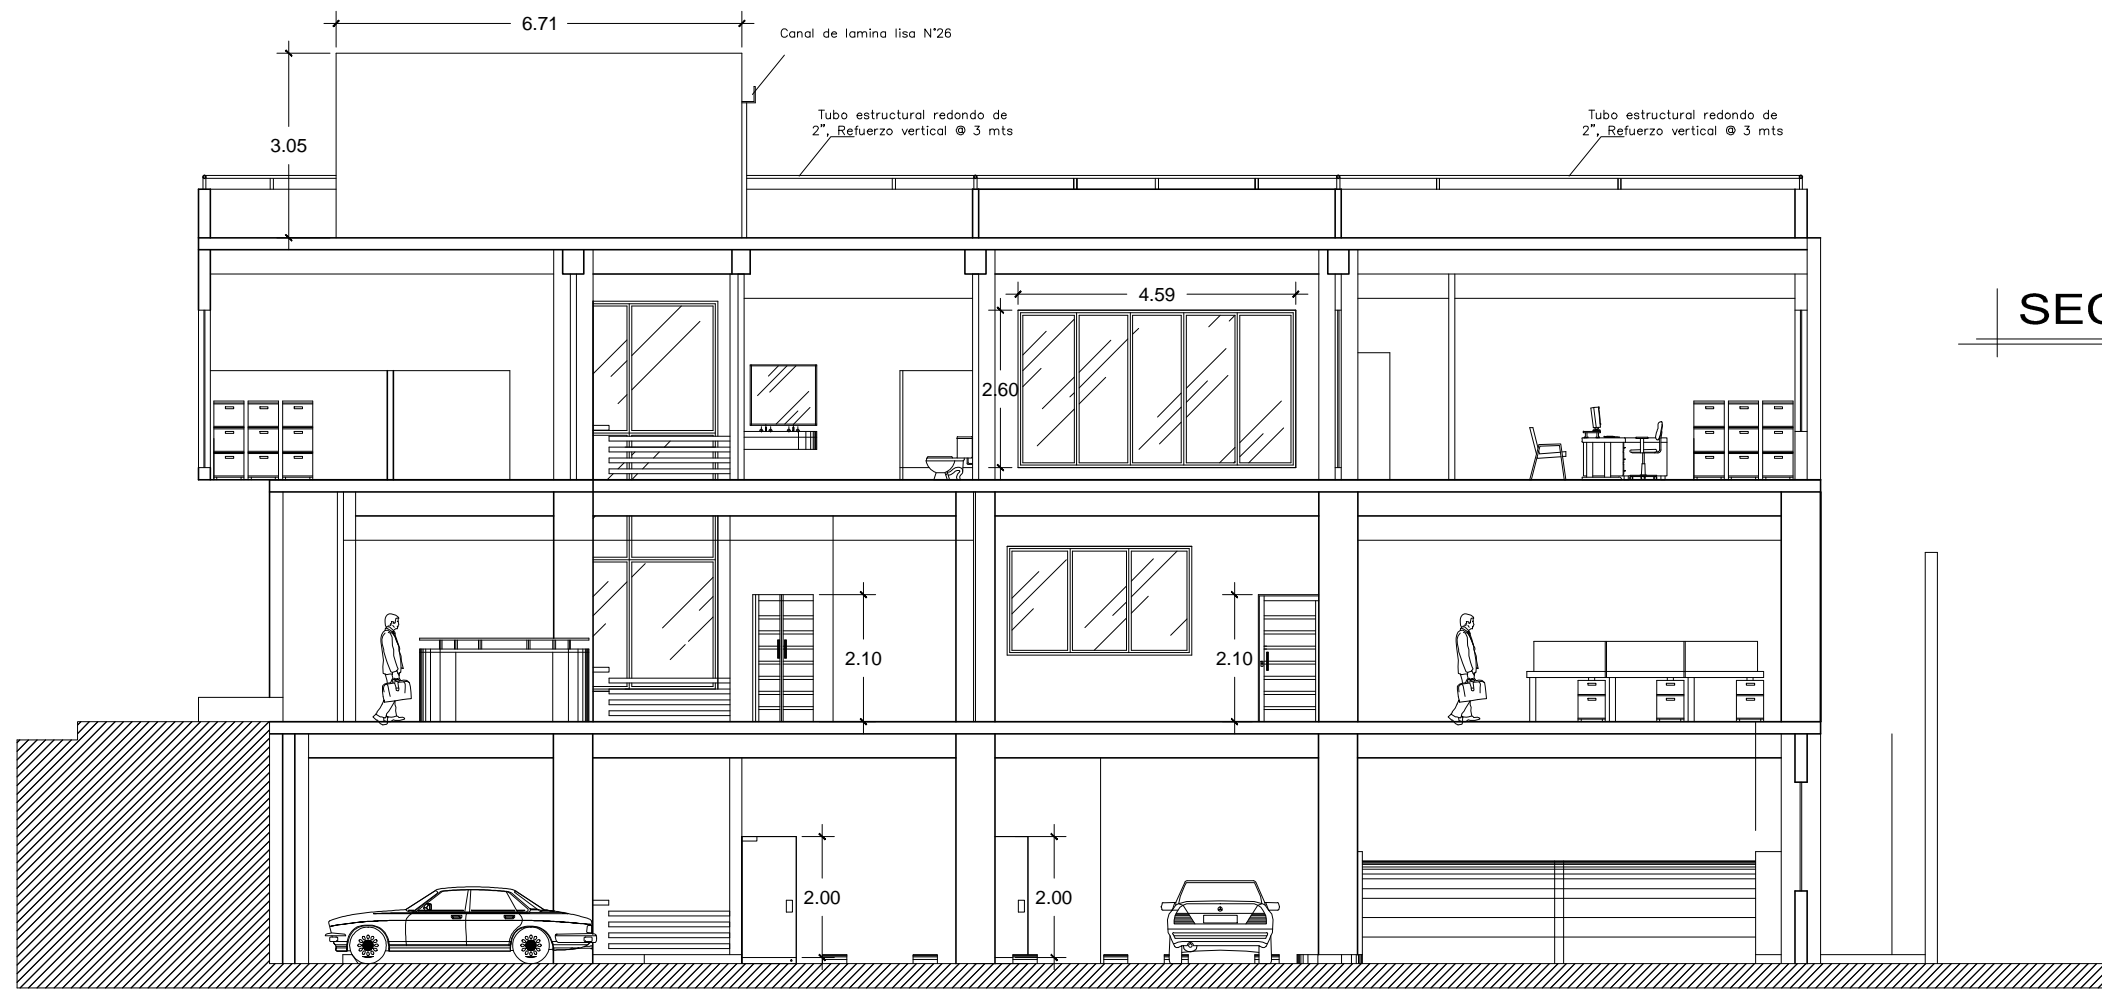 6.71
Canal de lamina lisa N°26
Tubo estructural redondo de
2", Refuerzo vertical @ 3 mts
Tubo estructural redondo de
2", Refuerzo vertical @ 3 mts
3.05
4.59
SEC
2.60
2.10
2.10
2.00
2.00